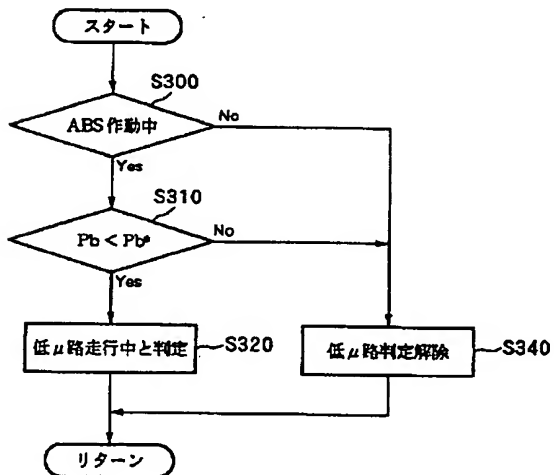 スタート
S300
ABS作動中
No
Yes
S310
Pb < Pb*
No
Yes
低μ路走行中と判定
S320
低μ路判定解除
S340
リターン